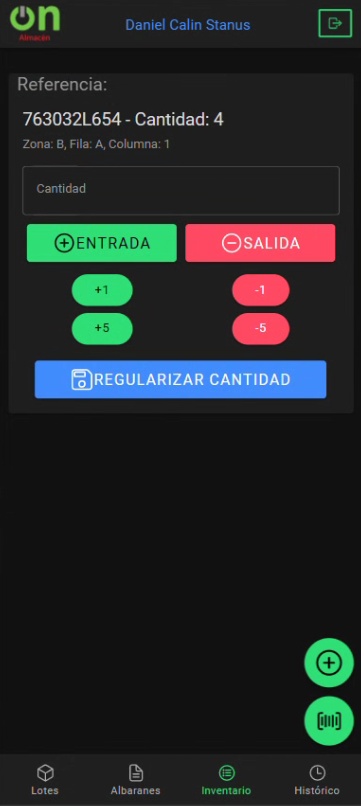 on
Almacén
Daniel Calin Stanus
Referencia:
763032L654 - Cantidad: 4
Zona: B, Fila: A, Columna: 1
Cantidad
ENTRADA
SALIDA
+1
-1
+5
-5
REGULARIZAR CANTIDAD
Lotes
Albaranes
Inventario
Histórico